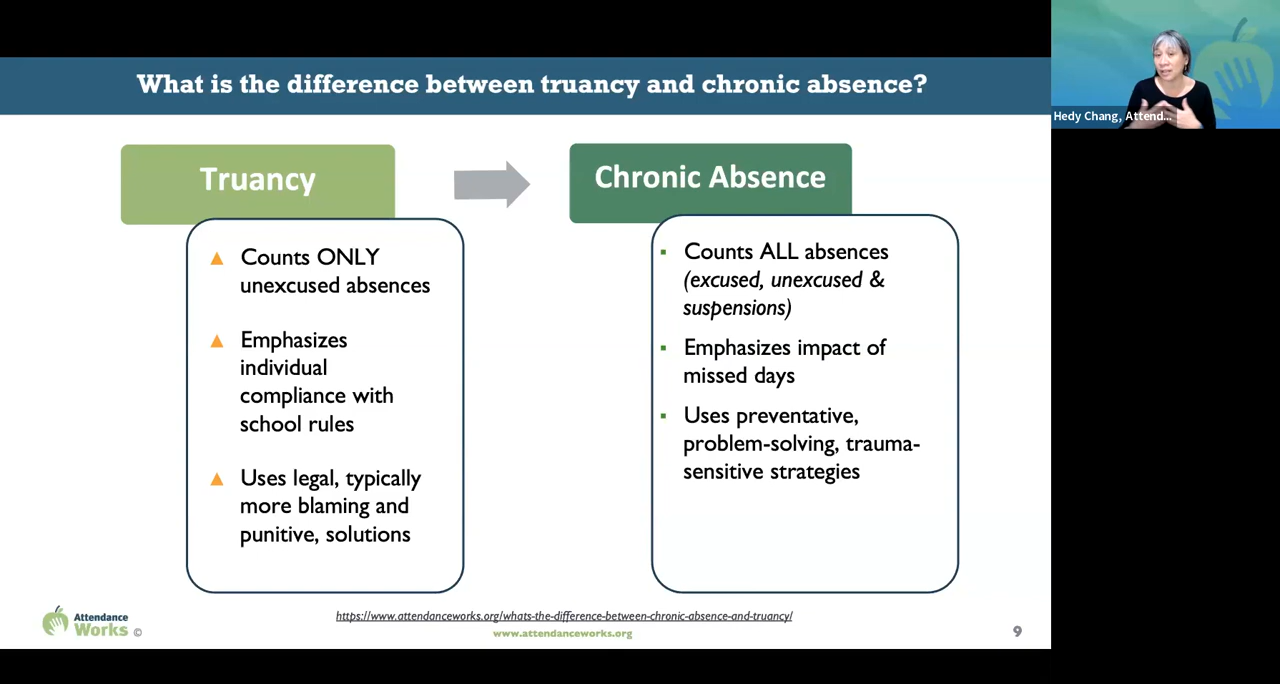 What is the difference between truancy and chronic absence?
Hedy Chang, Attend...
Truancy
Counts ONLY
unexcused absences
Emphasizes
individual
compliance with
school rules
Uses legal, typically
more blaming and
punitive, solutions
Chronic Absence
Counts ALL absences
(excused, unexcused &
suspensions)
Emphasizes impact of
missed days
Uses preventative,
problem-solving, trauma-
sensitive strategies
Attendance
Works ©
https://www.attendanceworks.org/whats-the-difference-between-chronic-absence-and-truancy/
www.attendanceworks.org
9